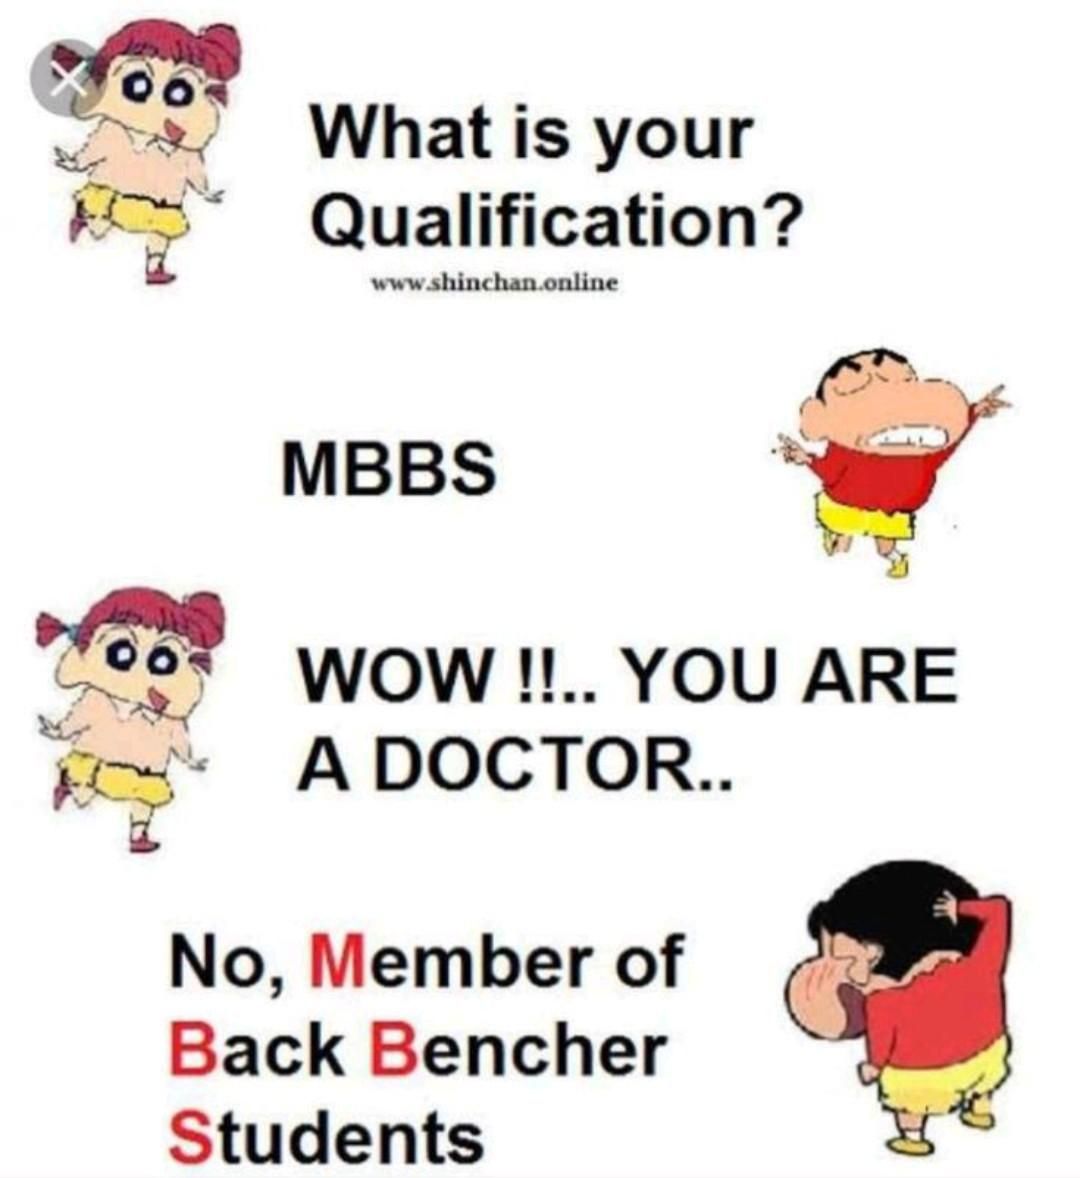 What is your
Qualification?
www.shinchan.online
MBBS
WOW !!.. YOU ARE
A DOCTOR..
No, Member of
Back Bencher
Students